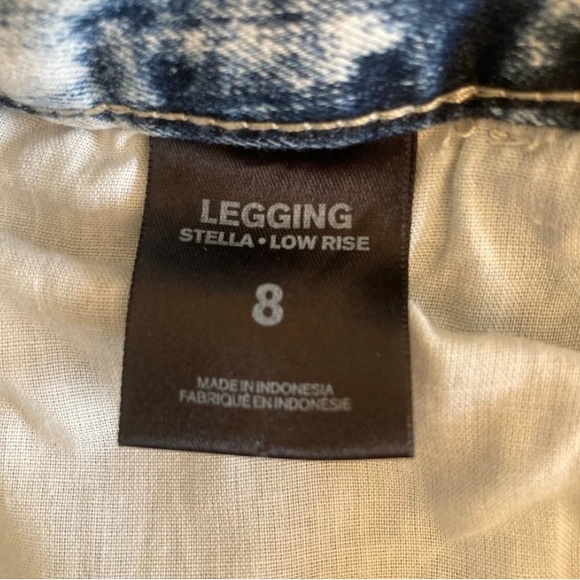 LEGGING
STELLA • LOW RISE
8
MADE IN INDONESIA
FABRIQUÉ EN INDONÉSIE